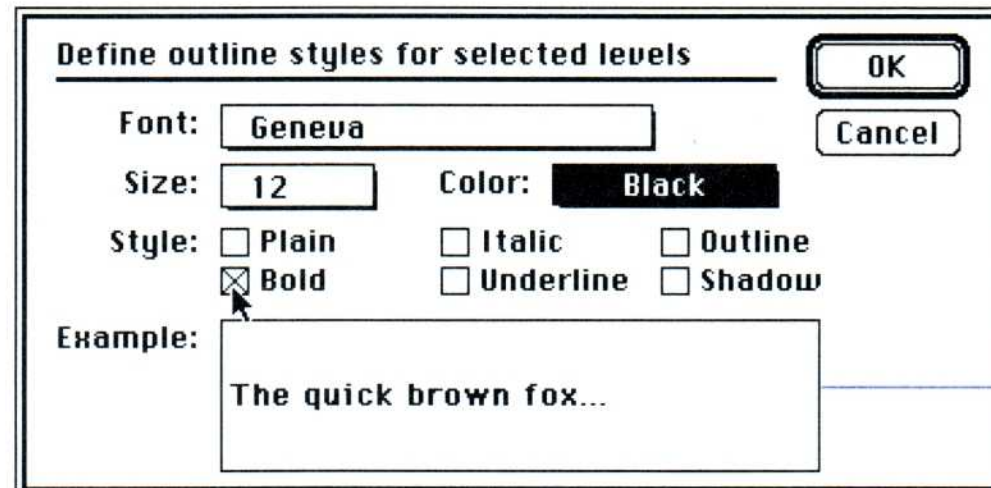 Define outline styles for selected levels
OK
Font: Geneva
Cancel
Size: 12 Color: Black
Style: Plain Italic Outline
Bold Underline Shadow
Example:
The quick brown fox...